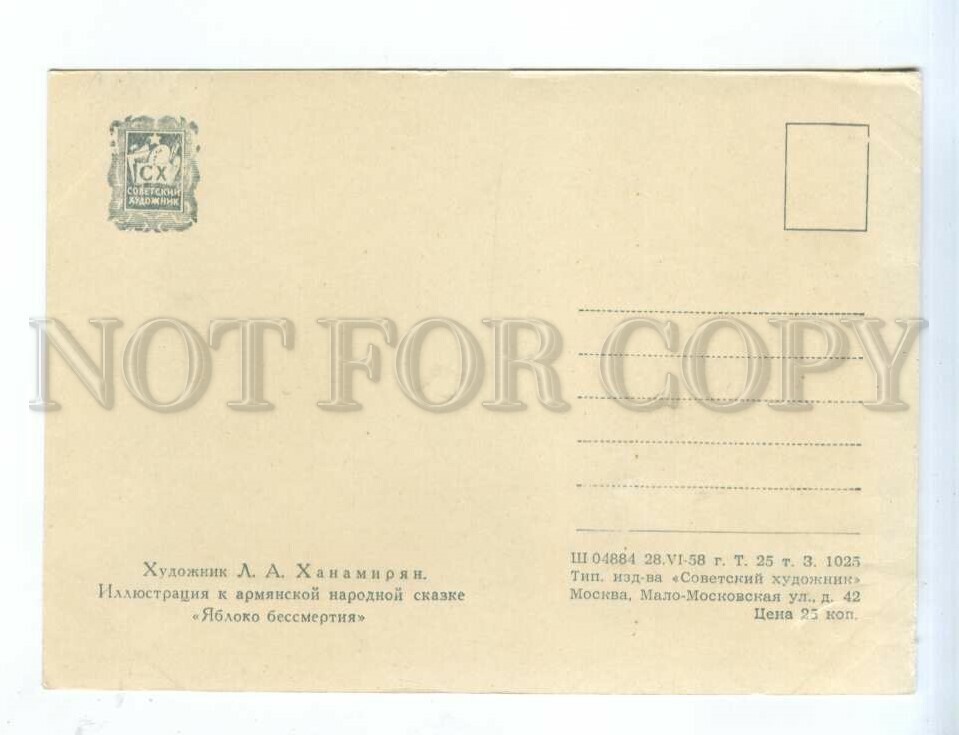 СХ
СОВЕТСКИЙ
ХУДОЖНИК
NOT FOR COPY
Художник Л. А. Ханамирян.
Иллюстрация к армянской народной сказке
«Яблоко бессмертия»
Ш 04884 28.VI-58 г. Т. 25 т. З. 1025
Тип. изд-ва «Советский художник»
Москва, Мало-Московская ул., д. 42
Цена 25 коп.